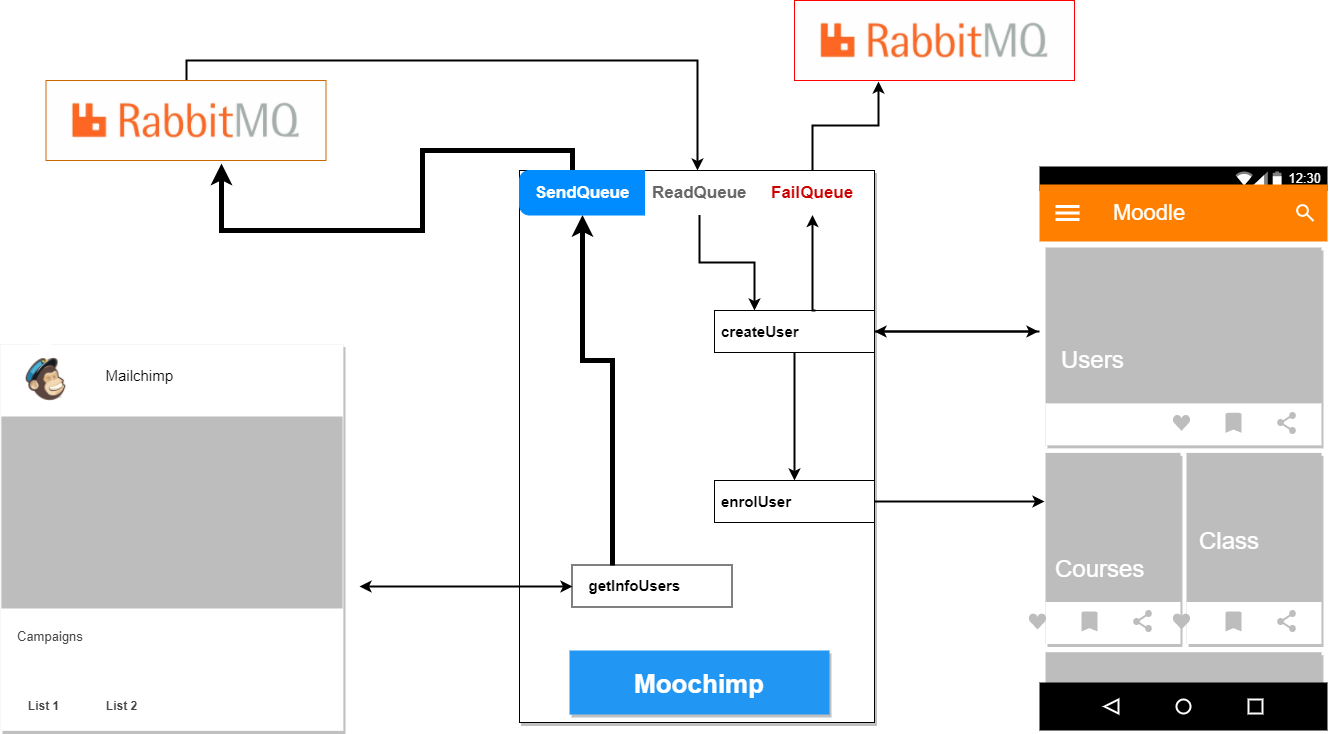 RabbitMQ
RabbitMQ
SendQueue
ReadQueue
FailQueue
12:30
Moodle
createUser
Users
Mailchimp
enrolUser
Class
Courses
getInfoUsers
Campaigns
Moochimp
List 1
List 2